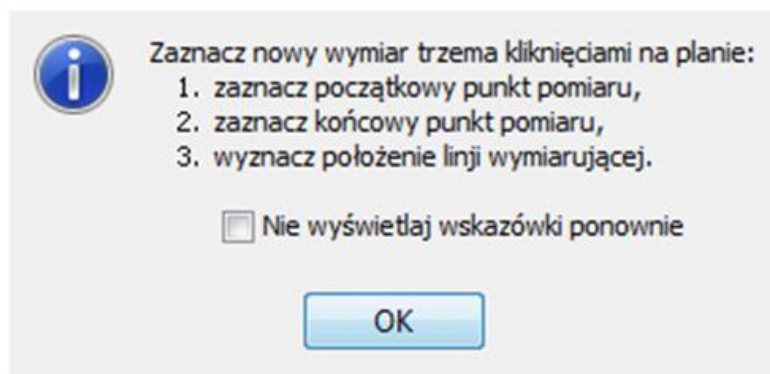 Zaznacz nowy wymiar trzema kliknięciami na planie:
1. zaznacz początkowy punkt pomiaru,
2. zaznacz końcowy punkt pomiaru,
3. wyznacz położenie linji wymiarującej.
Nie wyświetlaj wskazówki ponownie
OK